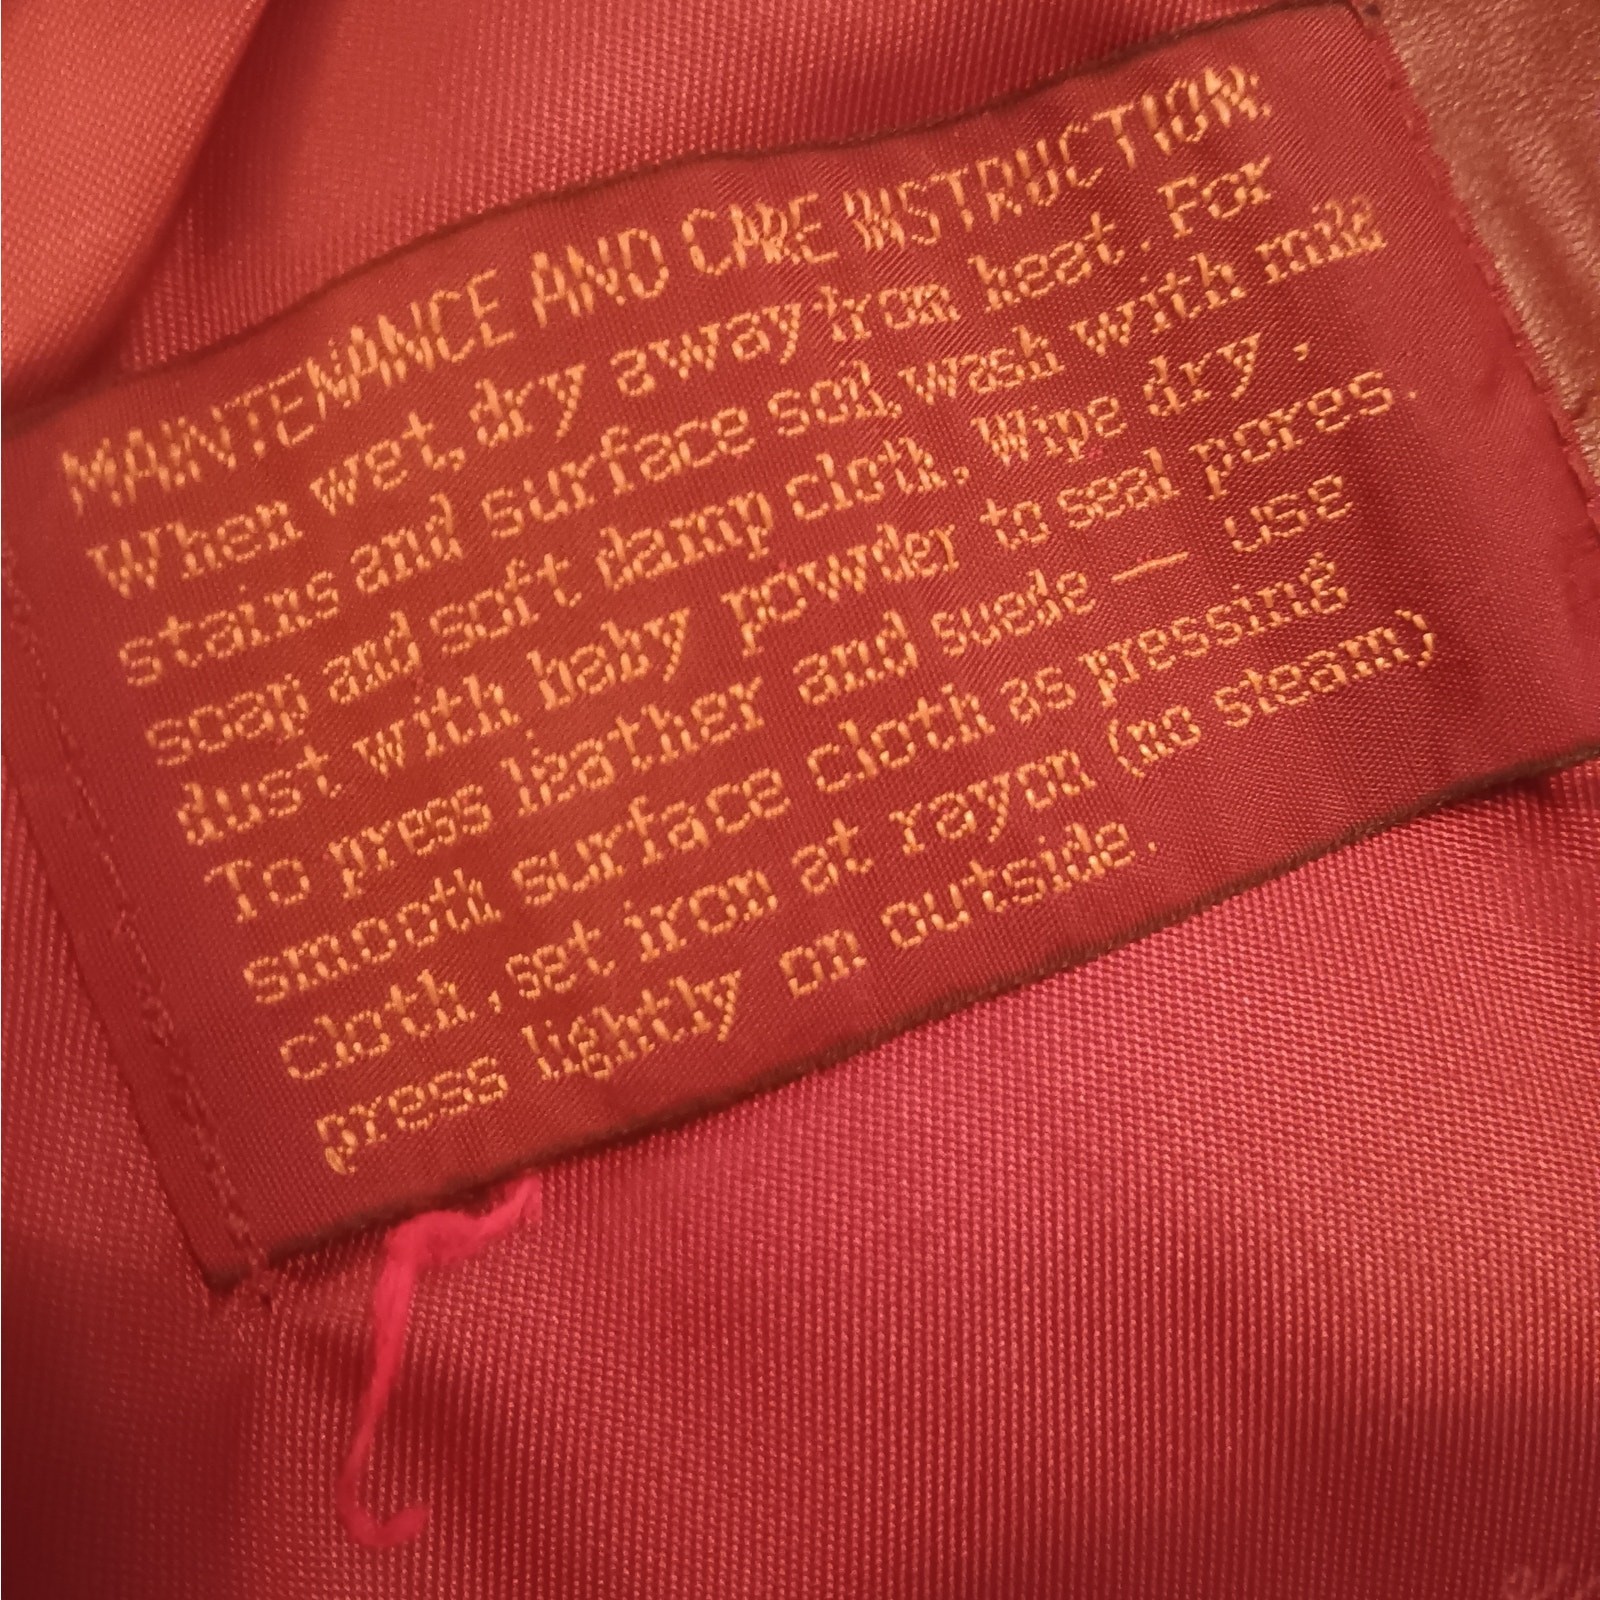 MAINTENANCE AND CARE INSTRUCTION:
When wet, dry away from heat. For
stains and surface soil, wash with mild
soap and soft damp cloth. Wipe dry,
dust with baby powder to seal pores.
To press leather and suede — use
smooth surface cloth as pressing
cloth, set iron at rayon (no steam)
press lightly on outside.